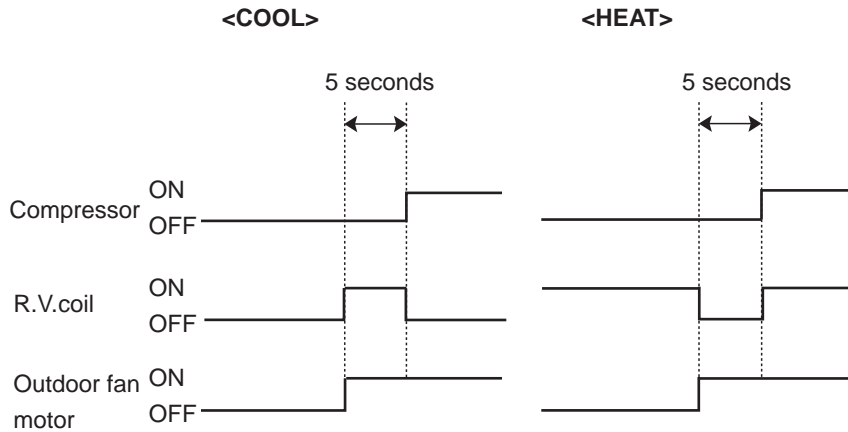 <COOL>
<HEAT>
5 seconds
5 seconds
Compressor
ON
OFF
R.V.coil
ON
OFF
Outdoor fan
motor
ON
OFF